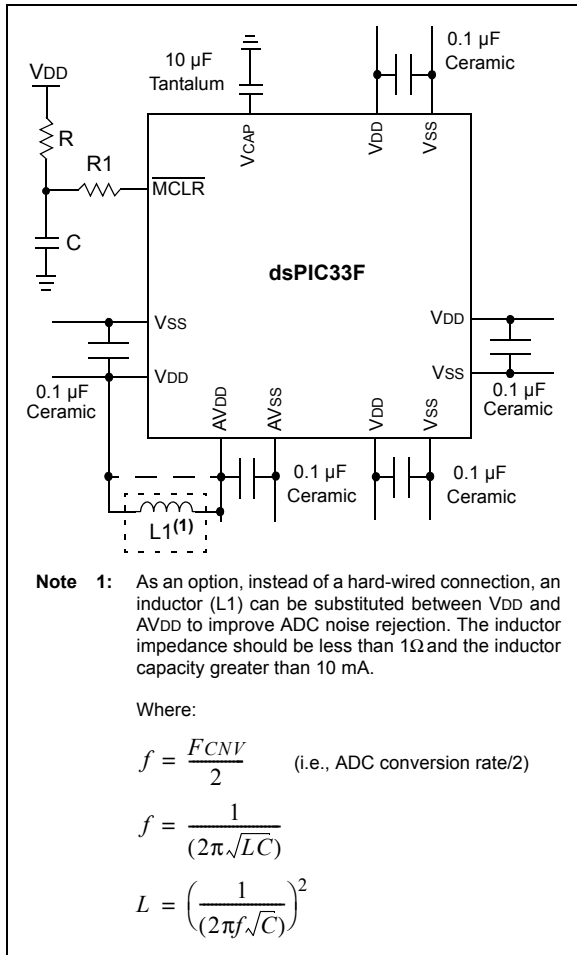 10 µF
Tantalum
0.1 µF
Ceramic
VDD
R
R1
C
VCAP
VDD
VSS
MCLR
dsPIC33F
VSS
VDD
VDD
VSS
0.1 µF
Ceramic
0.1 µF
Ceramic
AVDD
AVSS
VDD
VSS
0.1 µF
Ceramic
0.1 µF
Ceramic
L1(1)
Note 1: As an option, instead of a hard-wired connection, an
inductor (L1) can be substituted between VDD and
AVDD to improve ADC noise rejection. The inductor
impedance should be less than 1Ω and the inductor
capacity greater than 10 mA.
Where:
f = FCNV / 2 (i.e., ADC conversion rate/2)
f = 1 / (2π√LC)
L = (1 / (2πf√C))²